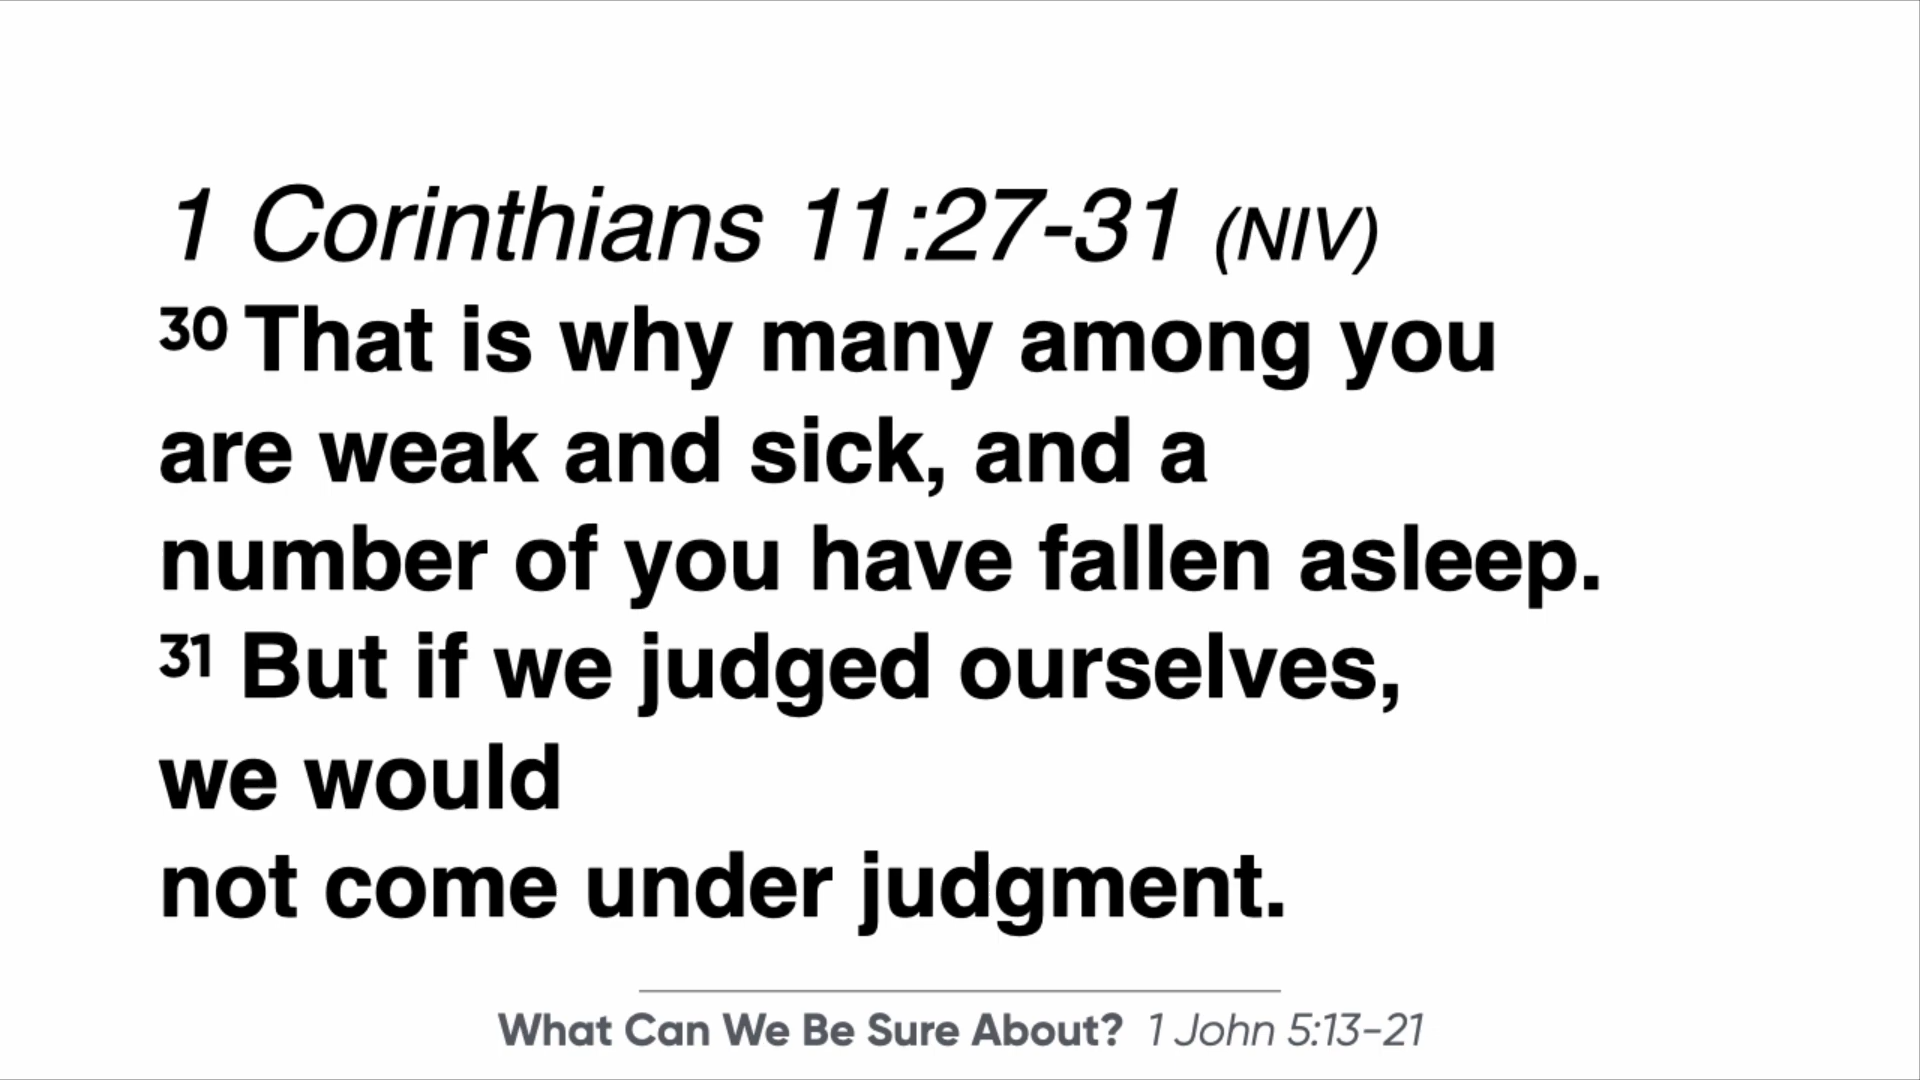 1 Corinthians 11:27-31 (NIV)
30 That is why many among you
are weak and sick, and a
number of you have fallen asleep.
31 But if we judged ourselves,
we would
not come under judgment.
What Can We Be Sure About? 1 John 5:13–21